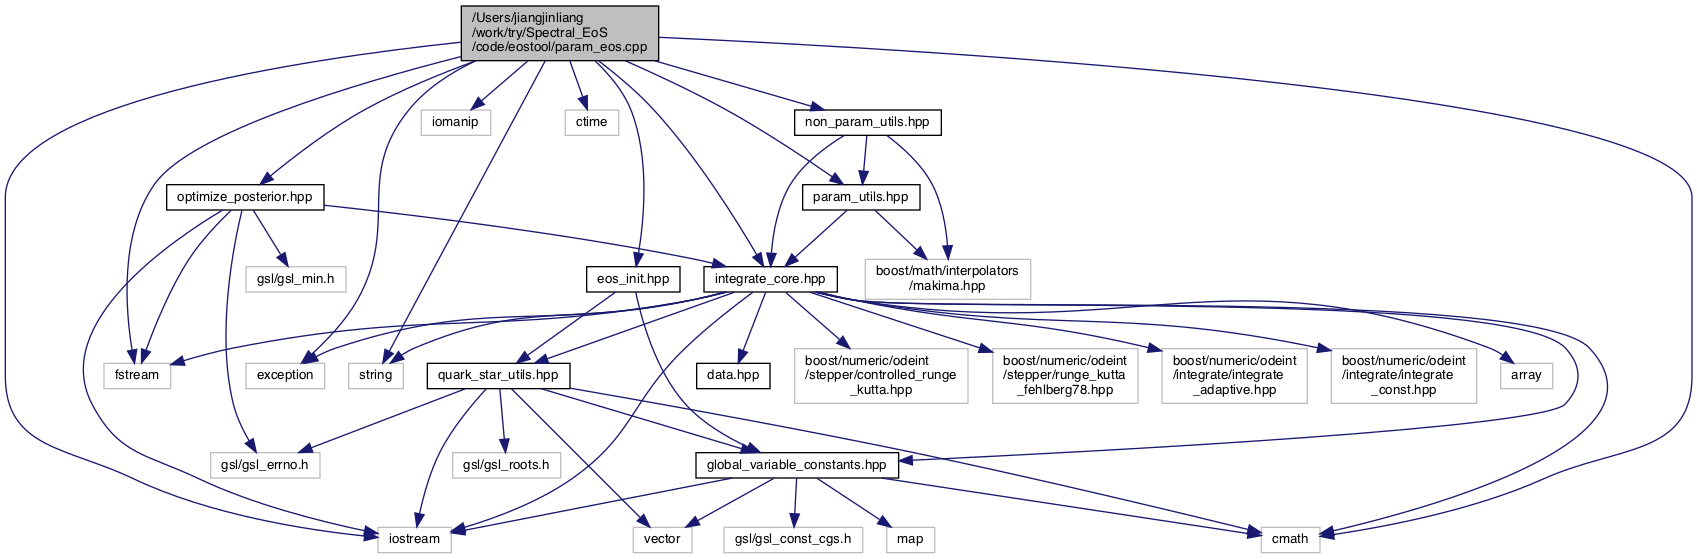 /Users/jiangjinliang
/work/try/Spectral_EoS
/code/eostool/param_eos.cpp
iomanip
ctime
non_param_utils.hpp
optimize_posterior.hpp
param_utils.hpp
gsl/gsl_min.h
eos_init.hpp
integrate_core.hpp
boost/math/interpolators
/makima.hpp
fstream
exception
string
quark_star_utils.hpp
data.hpp
boost/numeric/odeint
/stepper/controlled_runge
_kutta.hpp
boost/numeric/odeint
/stepper/runge_kutta
_fehlberg78.hpp
boost/numeric/odeint
/integrate/integrate
_adaptive.hpp
boost/numeric/odeint
/integrate/integrate
_const.hpp
array
gsl/gsl_errno.h
gsl/gsl_roots.h
global_variable_constants.hpp
iostream
vector
gsl/gsl_const_cgs.h
map
cmath